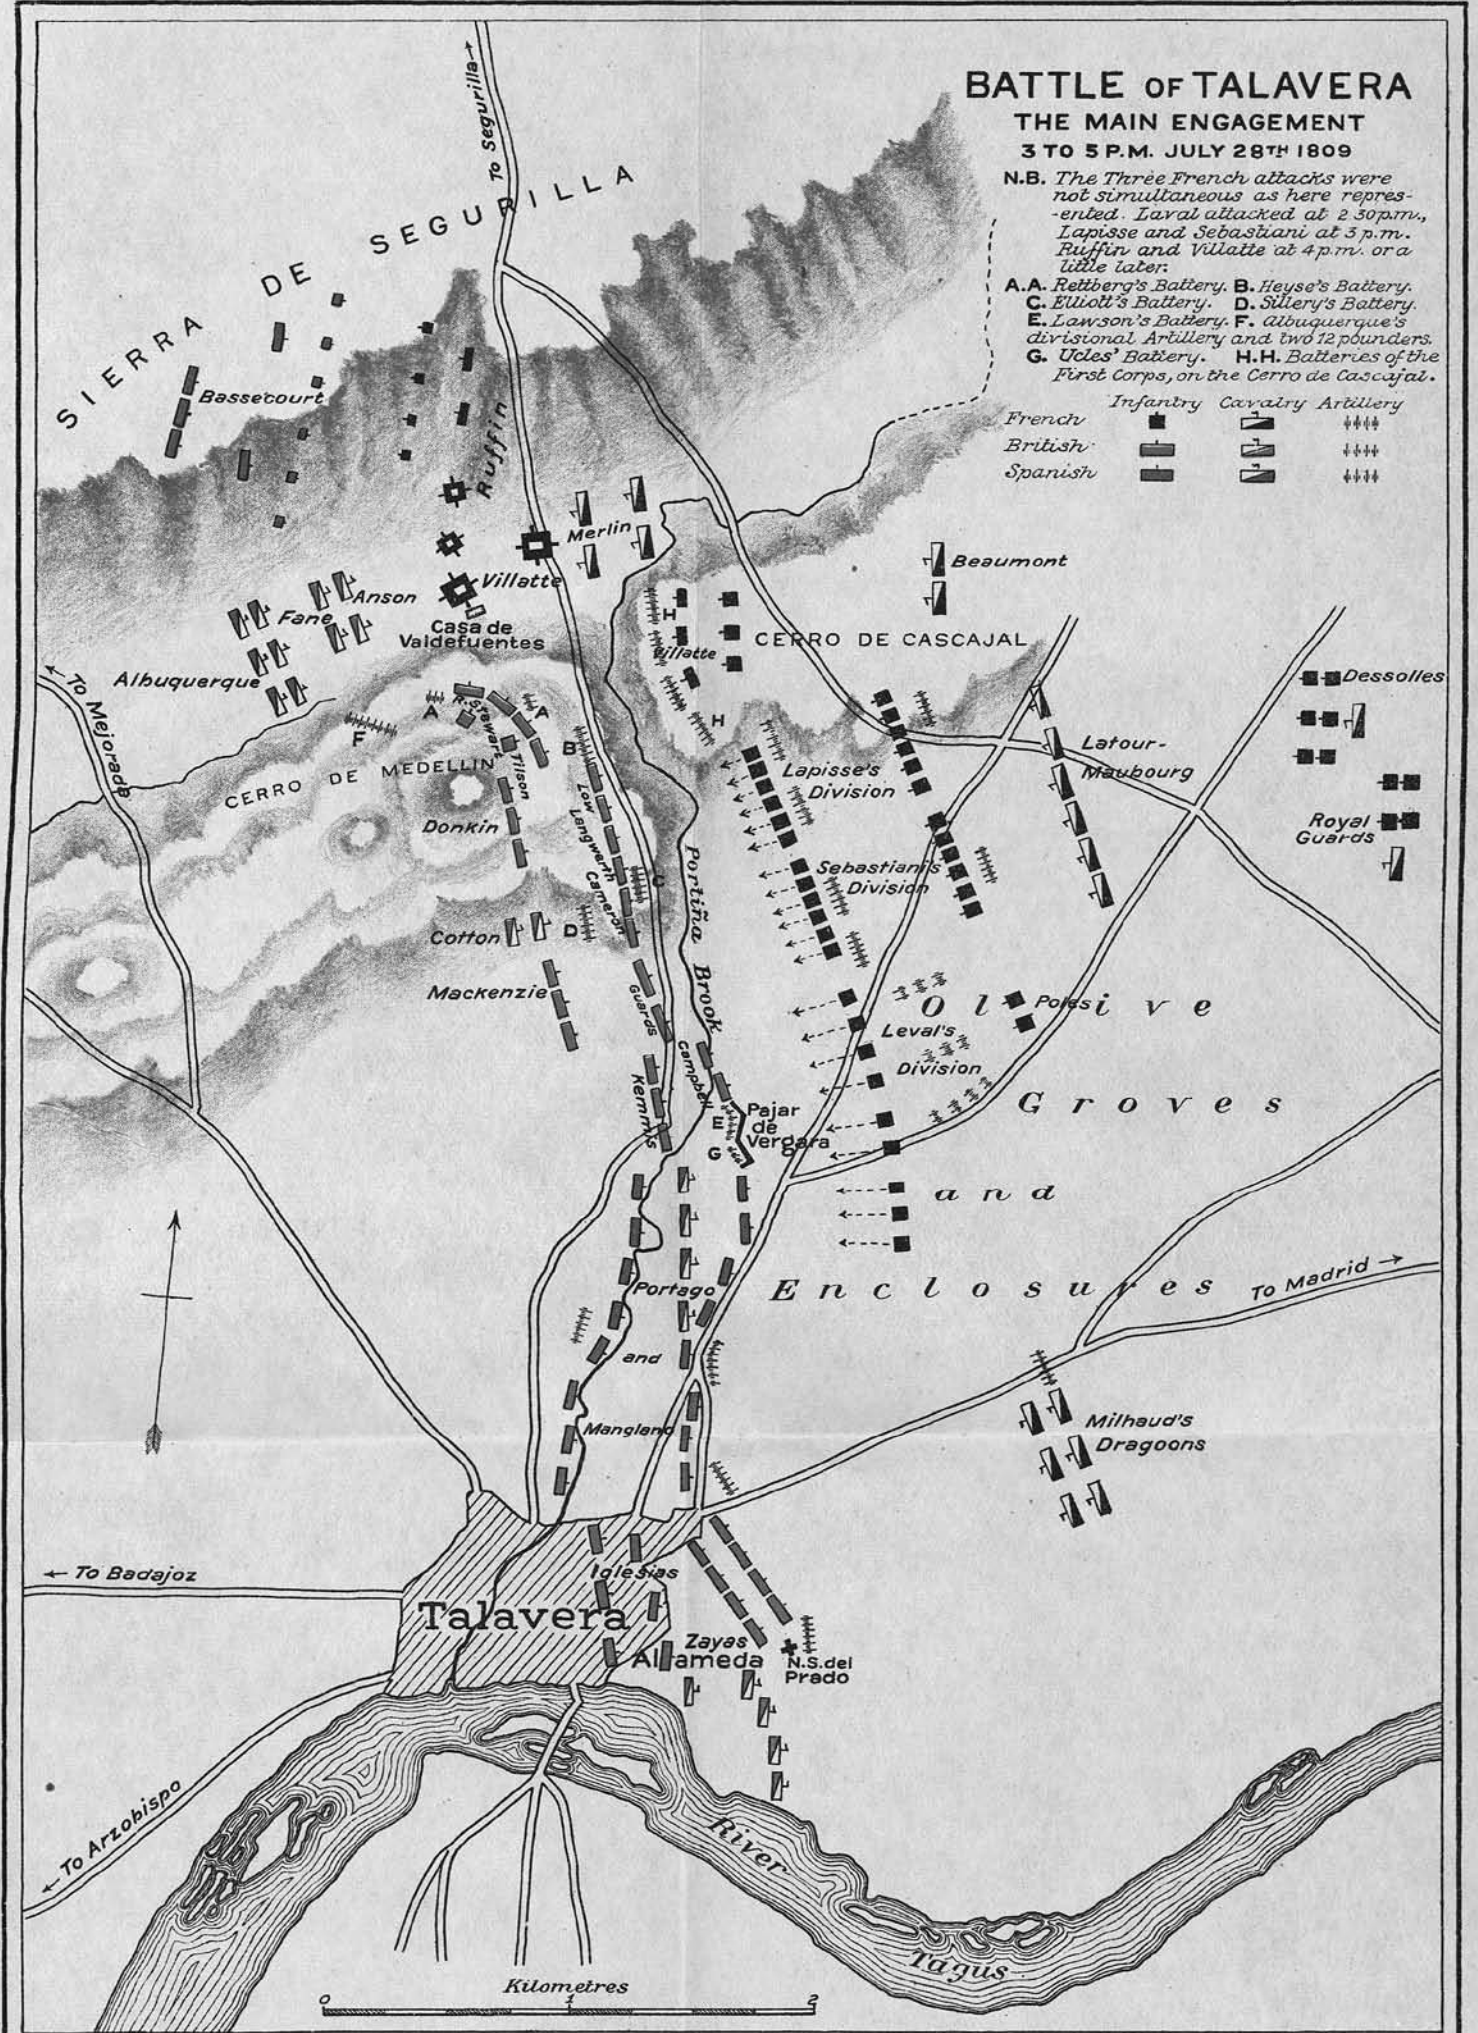 BATTLE OF TALAVERA
THE MAIN ENGAGEMENT
3 TO 5 P.M. JULY 28TH 1809
N.B. The Three French attacks were
not simultaneous as here repres-
-ented. Laval attacked at 2 30 p.m.,
Lapisse and Sebastiani at 3 p.m.
Ruffin and Villatte at 4 p.m. or a
little later.
A.A. Rettberg's Battery. B. Heyse's Battery.
C. Elliott's Battery. D. Sillery's Battery.
E. Lawson's Battery. F. Albuquerque's
divisional Artillery and two 12 pounders.
G. Ucles' Battery. H.H. Batteries of the
First Corps, on the Cerro de Cascajal.
Infantry Cavalry Artillery
French
British
Spanish
To Segurilla
SIERRA DE SEGURILLA
Bassecourt
Ruffin
Merlin
Villatte
Beaumont
Anson
Fane
Casa de
Valdefuentes
Albuquerque
To Mejorada
H
Villatte
H
CERRO DE CASCAJAL
Dessolles
A
R. Stewart
A
F
B
Tilson
CERRO DE MEDELLIN
Low
Langwerth
Cameron
Donkin
C
Cotton
D
Mackenzie
Guards
Kemmis
Campbell
Portiña Brook
Lapisse's
Division
Latour-
Maubourg
Royal
Guards
Sebastiani's
Division
Leval's
Division
Poles
Olive
Groves
and
Enclosures
E
G
Pajar
de
Vergara
Portago
and
Manglano
To Madrid
Milhaud's
Dragoons
To Badajoz
Iglesias
Talavera
Zayas
Alameda
N.S. del
Prado
To Arzobispo
River
Tagus
Kilometres
0 1 2